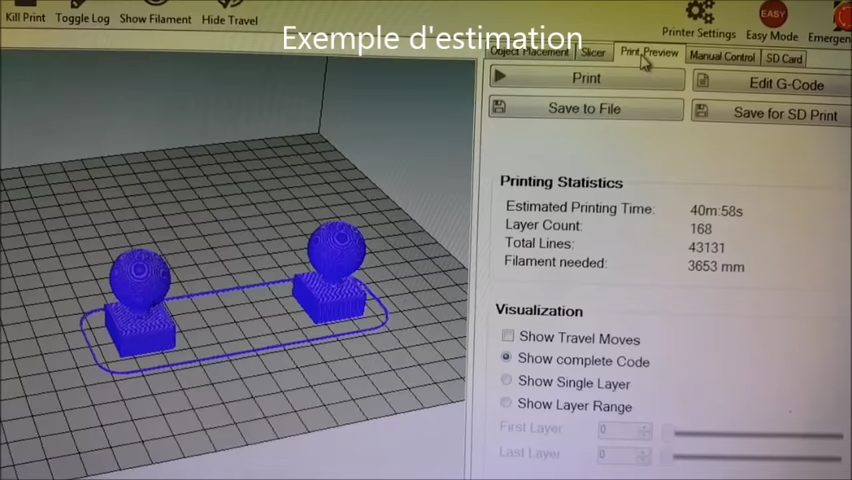 Kill Print Toggle Log Show Filament Hide Travel
Exemple d'estimation
Printer Settings Easy Mode Emergen
EASY
Object Placement Slicer Print Preview Manual Control SD Card
Print
Edit G-Code
Save to File
Save for SD Print
Printing Statistics
Estimated Printing Time: 40m:58s
Layer Count: 168
Total Lines: 43131
Filament needed: 3653 mm
Visualization
Show Travel Moves
Show complete Code
Show Single Layer
Show Layer Range
First Layer 0
Last Layer 0